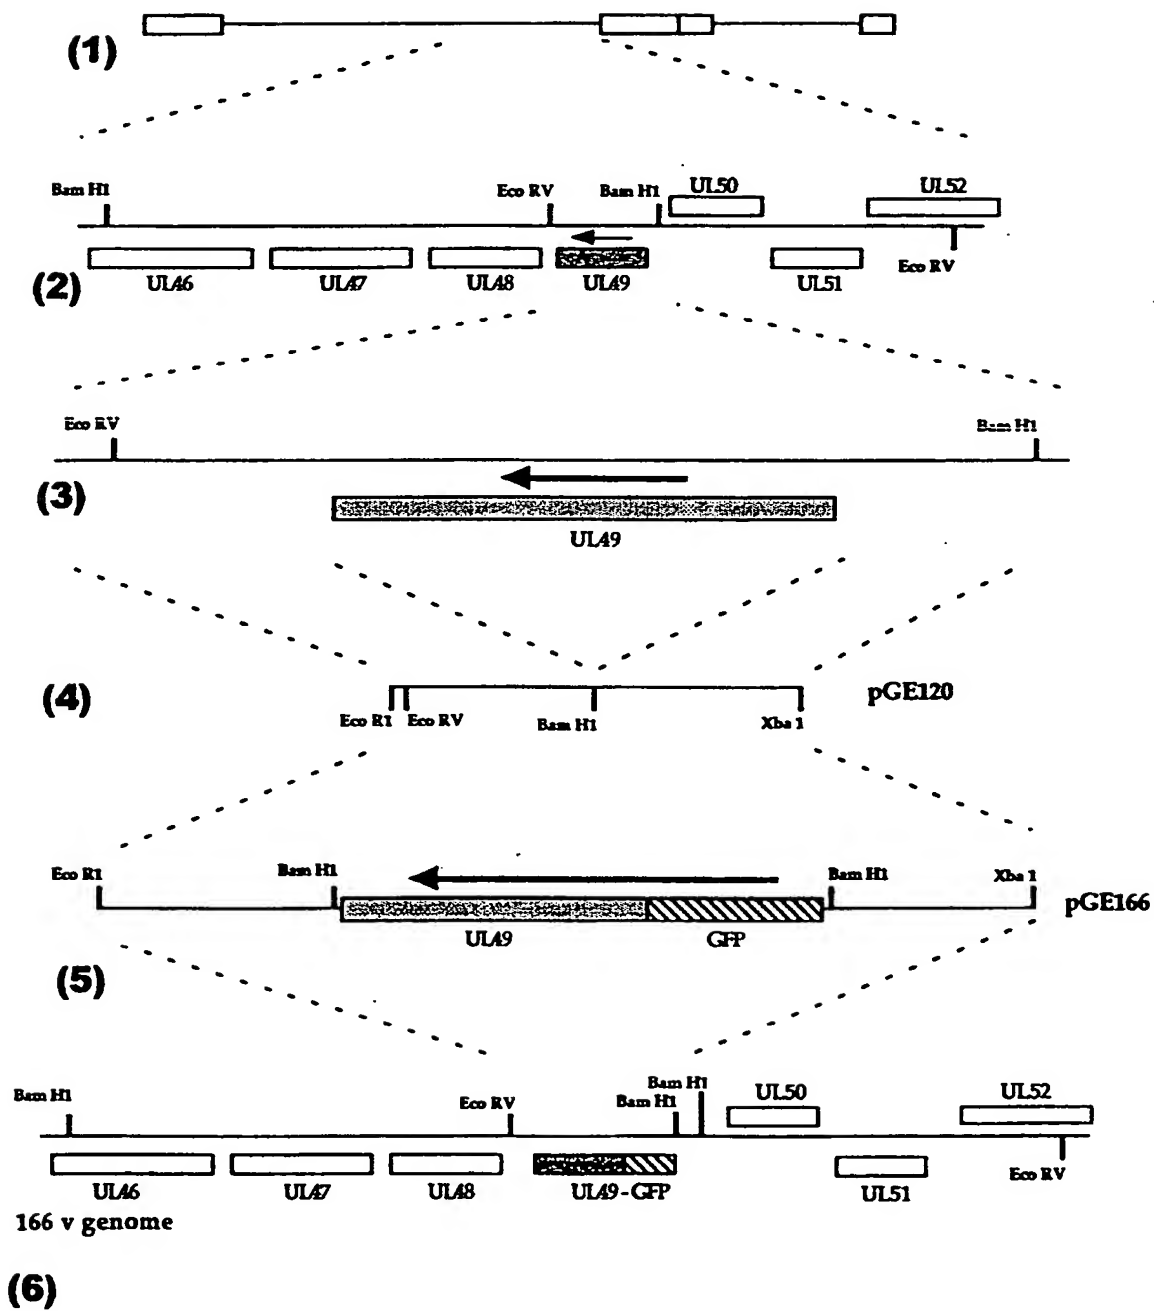 (1)
Bam H1 Eco RV Bam H1 UL50 UL52
UL46 UL47 UL48 UL49 UL51 Eco RV
(2)
Eco RV Bam H1
(3)
UL49
(4)
pGE120
Eco R1 Eco RV Bam H1 Xba 1
Eco R1 Bam H1 Bam H1 Xba 1
pGE166
UL49 GFP
(5)
Bam H1 Eco RV Bam H1 Bam H1 UL50 UL52
UL46 UL47 UL48 UL49-GFP UL51 Eco RV
166 v genome
(6)